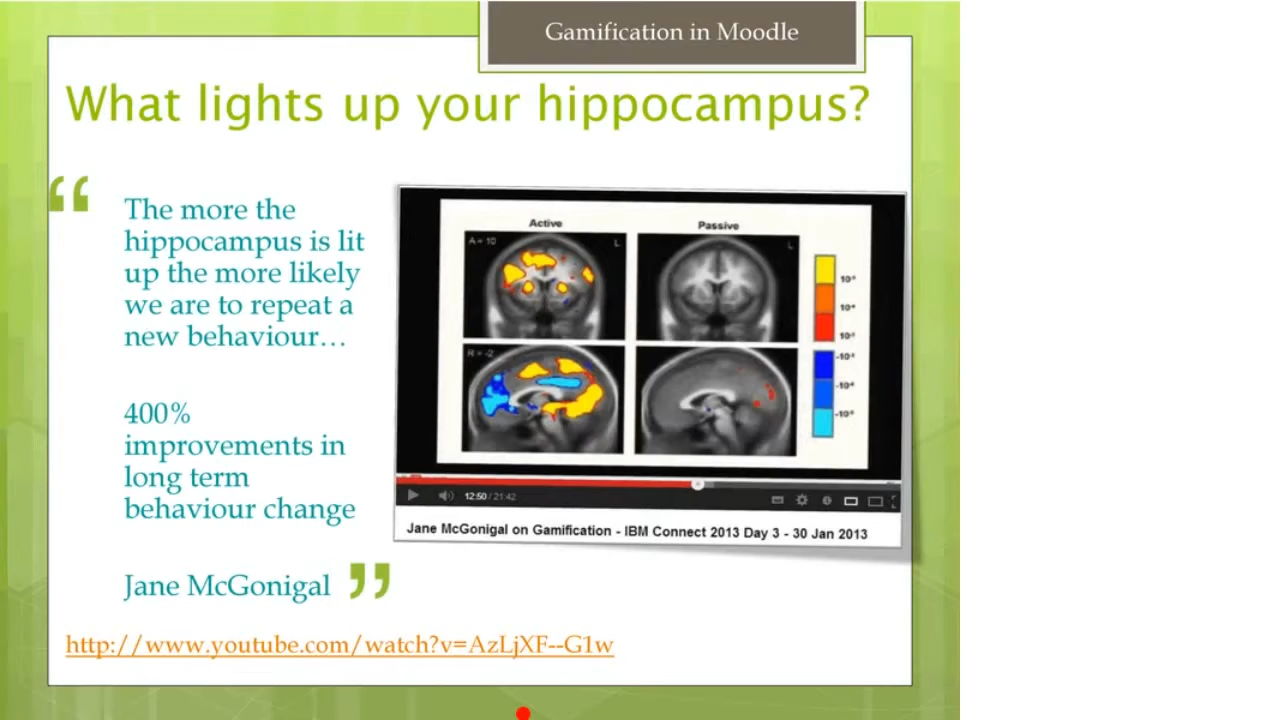 Gamification in Moodle
What lights up your hippocampus?
“
The more the
hippocampus is lit
up the more likely
we are to repeat a
new behaviour…
400%
improvements in
long term
behaviour change
Jane McGonigal ”
Active
Passive
A = 10
L
L
R = -2
12:50 / 21:42
Jane McGonigal on Gamification - IBM Connect 2013 Day 3 - 30 Jan 2013
http://www.youtube.com/watch?v=AzLjXF--G1w